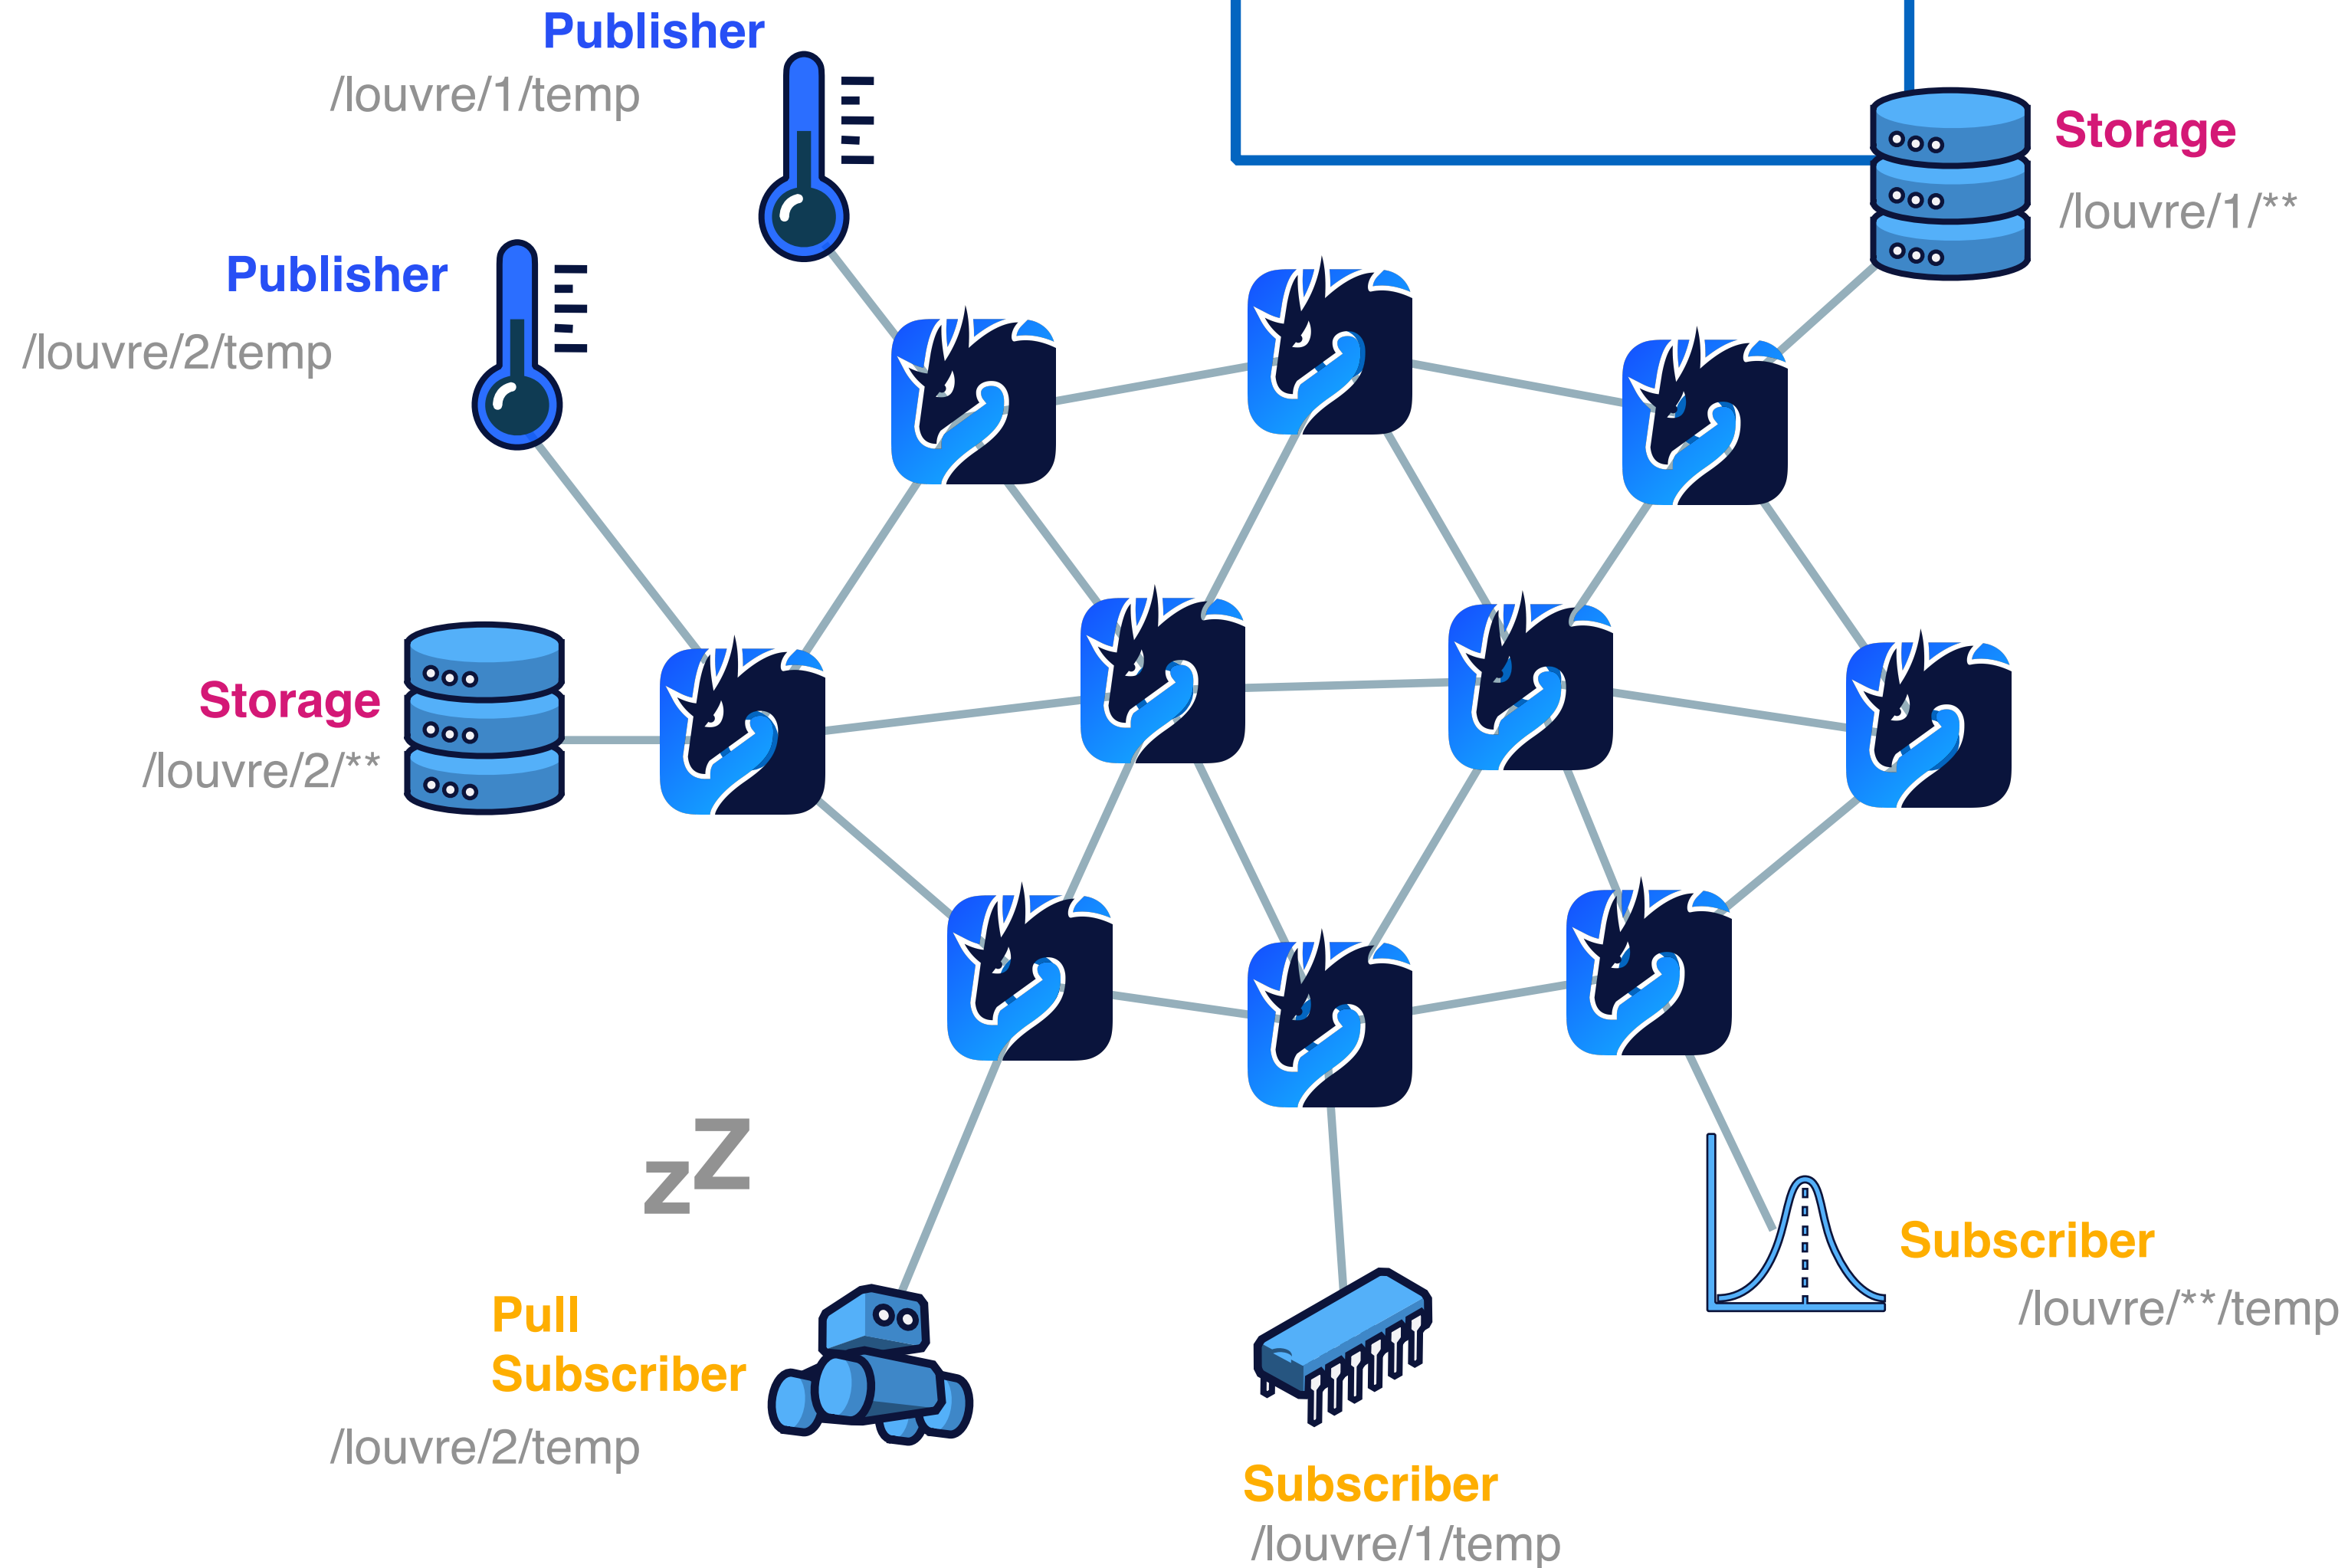 Publisher
/louvre/1/temp
Storage
/louvre/1/**
Publisher
/louvre/2/temp
Storage
/louvre/2/**
zZ
Subscriber
/louvre/**/temp
Pull
Subscriber
/louvre/2/temp
Subscriber
/louvre/1/temp